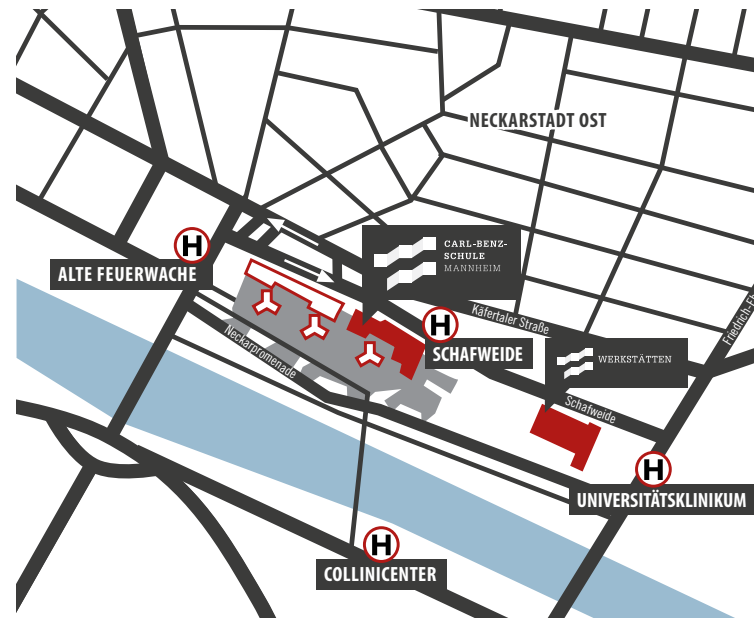 NECKARSTADT OST
H
ALTE FEUERWACHE
CARL-BENZ-
SCHULE
MANNHEIM
Käfertaler Straße
H
SCHAFWEIDE
Neckarpromenade
WERKSTÄTTEN
Schafweide
H
UNIVERSITÄTSKLINIKUM
H
COLLINICENTER